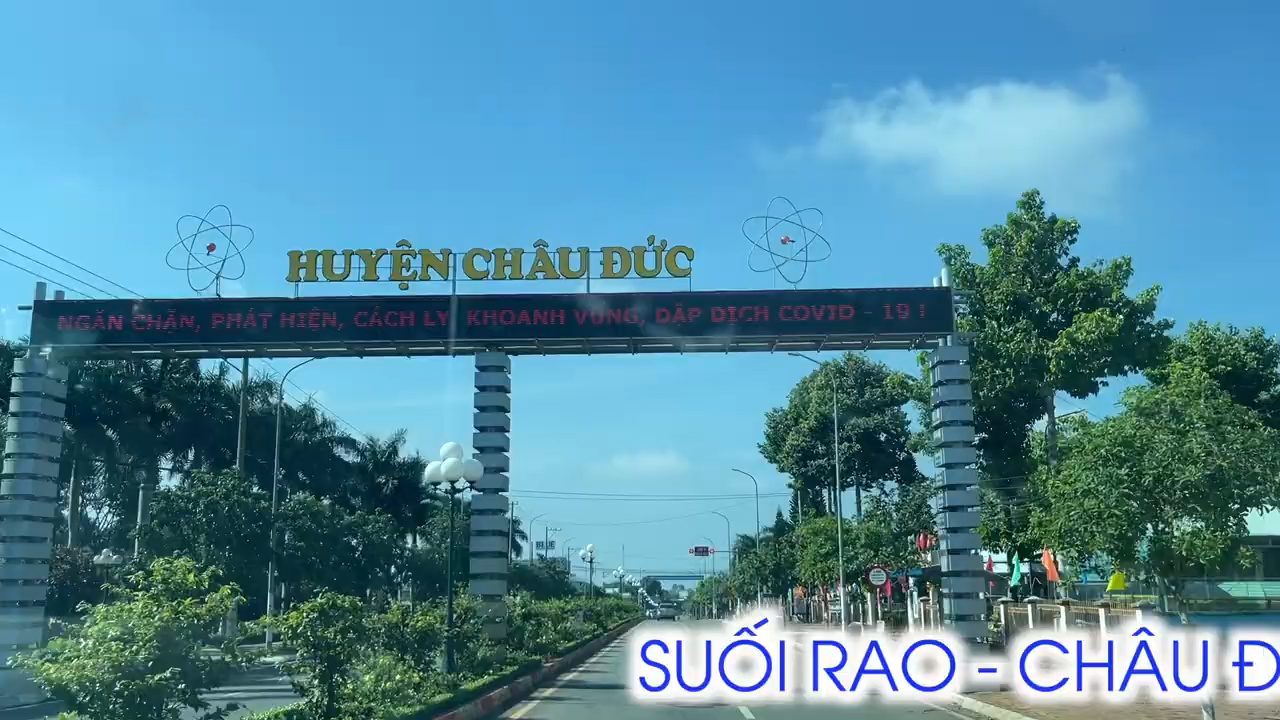 HUYỆN CHÂU ĐỨC
NGĂN CHẶN, PHÁT HIỆN, CÁCH LY, KHOANH VÙNG, DẬP DỊCH COVID - 19 !
SUỐI RAO - CHÂU Đ